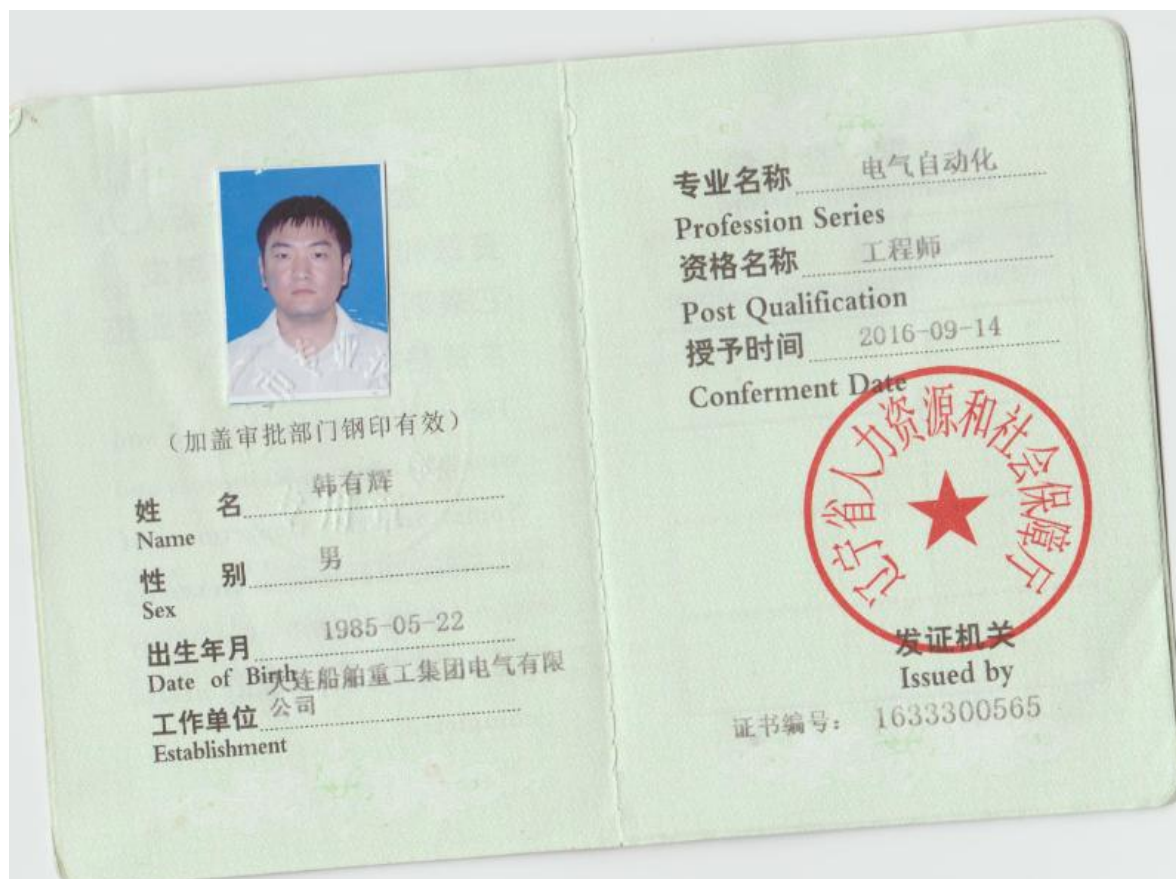 (加盖审批部门钢印有效)
姓 名 韩有辉
Name
性 别 男
Sex
出生年月 1985-05-22
Date of Birth
大连船舶重工集团电气有限
工作单位 公司
Establishment
专业名称 电气自动化
Profession Series
资格名称 工程师
Post Qualification
授予时间 2016-09-14
Conferment Date
辽宁省人力资源和社会保障厅
发证机关
Issued by
证书编号: 1633300565